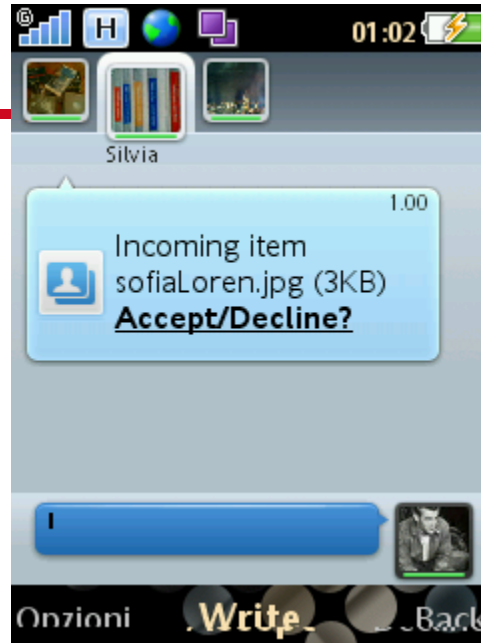 G
H
01:02
Silvia
1.00
Incoming item
sofiaLoren.jpg (3KB)
Accept/Decline?
I
Opzioni Write Back